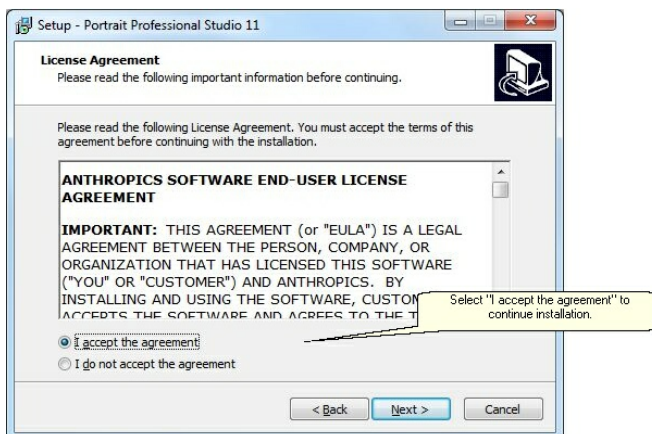 Setup - Portrait Professional Studio 11
License Agreement
Please read the following important information before continuing.
Please read the following License Agreement. You must accept the terms of this
agreement before continuing with the installation.
ANTHROPICS SOFTWARE END-USER LICENSE
AGREEMENT
IMPORTANT: THIS AGREEMENT (or "EULA") IS A LEGAL
AGREEMENT BETWEEN THE PERSON, COMPANY, OR
ORGANIZATION THAT HAS LICENSED THIS SOFTWARE
("YOU" OR "CUSTOMER") AND ANTHROPICS. BY
INSTALLING AND USING THE SOFTWARE, CUSTOM
ACCEPTS THE SOFTWARE AND AGREES TO THE T
Select "I accept the agreement" to
continue installation.
I accept the agreement
I do not accept the agreement
< Back
Next >
Cancel